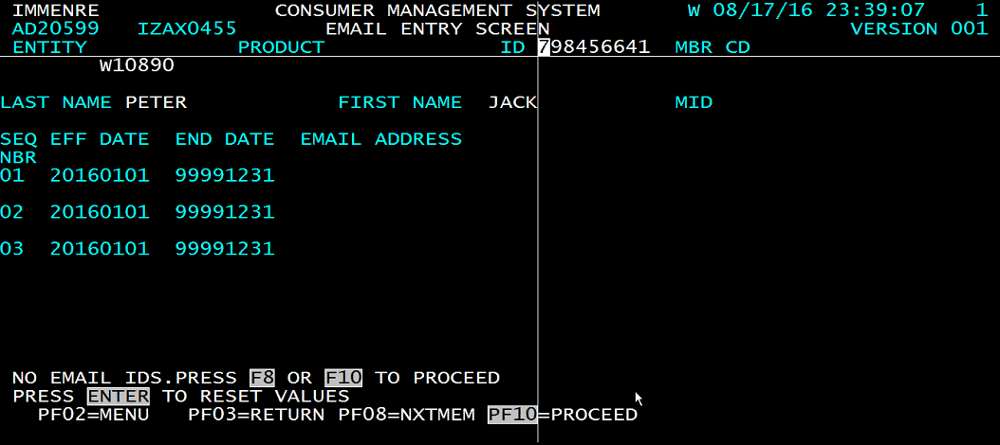 IMMENRE CONSUMER MANAGEMENT SYSTEM W 08/17/16 23:39:07 1
AD20599 IZAX0455 EMAIL ENTRY SCREEN VERSION 001
ENTITY PRODUCT ID 798456641 MBR CD
W10890
LAST NAME PETER FIRST NAME JACK MID
SEQ EFF DATE END DATE EMAIL ADDRESS
NBR
01 20160101 99991231
02 20160101 99991231
03 20160101 99991231
NO EMAIL IDS.PRESS F8 OR F10 TO PROCEED
PRESS ENTER TO RESET VALUES
PF02=MENU PF03=RETURN PF08=NXTMEM PF10=PROCEED